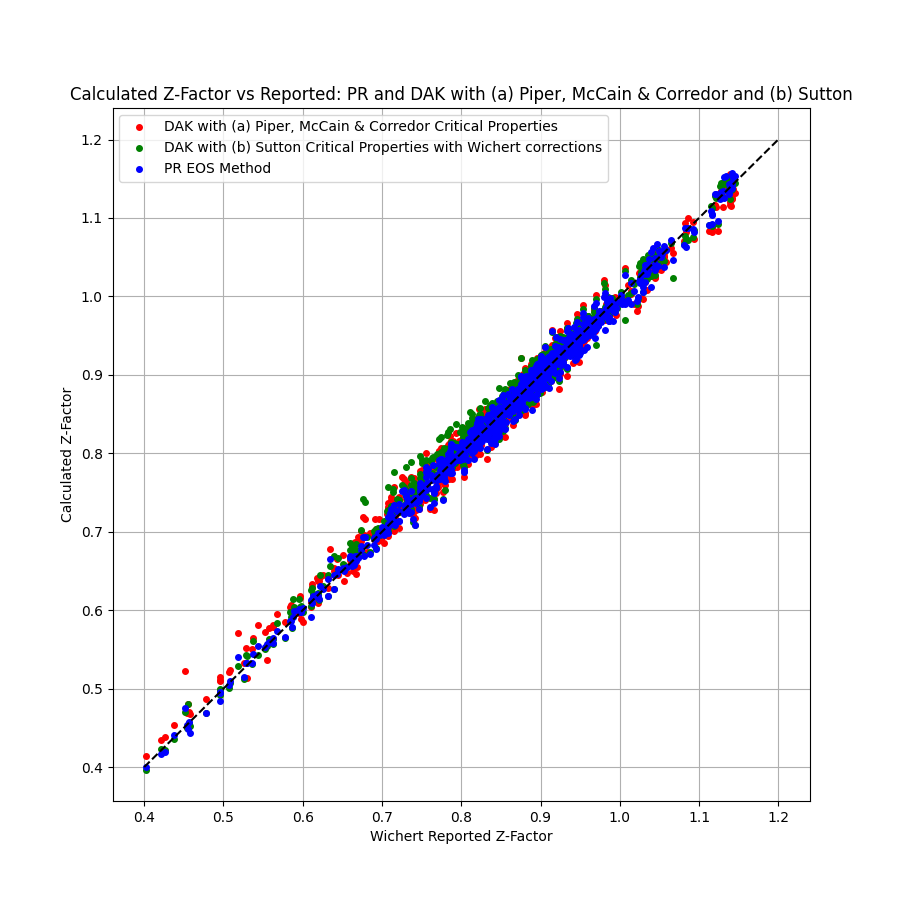 Calculated Z-Factor vs Reported: PR and DAK with (a) Piper, McCain & Corredor and (b) Sutton
DAK with (a) Piper, McCain & Corredor Critical Properties
DAK with (b) Sutton Critical Properties with Wichert corrections
PR EOS Method
Calculated Z-Factor
1.2
1.1
1.0
0.9
0.8
0.7
0.6
0.5
0.4
0.4 0.5 0.6 0.7 0.8 0.9 1.0 1.1 1.2
Wichert Reported Z-Factor